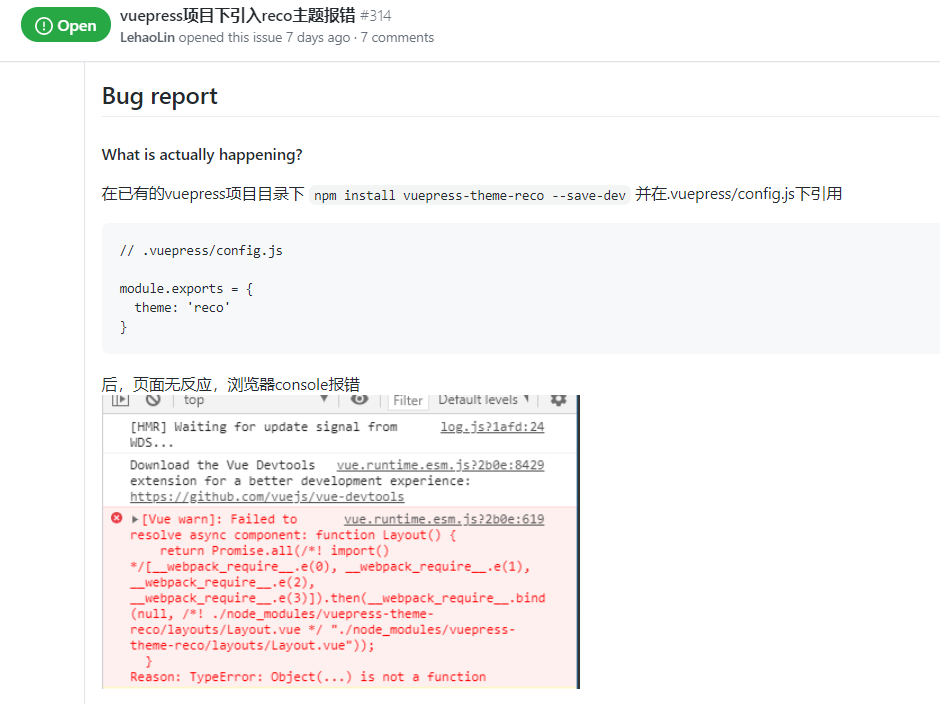 Open
vuepress项目下引入reco主题报错 #314
LehaoLin opened this issue 7 days ago · 7 comments
Bug report
What is actually happening?
在已有的vuepress项目目录下 npm install vuepress-theme-reco --save-dev 并在.vuepress/config.js下引用
// .vuepress/config.js
module.exports = {
  theme: 'reco'
}
后，页面无反应，浏览器console报错
top Filter Default levels
[HMR] Waiting for update signal from log.js?1afd:24
WDS...
Download the Vue Devtools vue.runtime.esm.js?2b0e:8429
extension for a better development experience:
https://github.com/vuejs/vue-devtools
[Vue warn]: Failed to vue.runtime.esm.js?2b0e:619
resolve async component: function Layout() {
    return Promise.all(/*! import()
*/[__webpack_require__.e(0), __webpack_require__.e(1),
__webpack_require__.e(2),
__webpack_require__.e(3)]).then(__webpack_require__.bind
(null, /*! ./node_modules/vuepress-theme-
reco/layouts/Layout.vue */ "./node_modules/vuepress-
theme-reco/layouts/Layout.vue"));
  }
Reason: TypeError: Object(...) is not a function